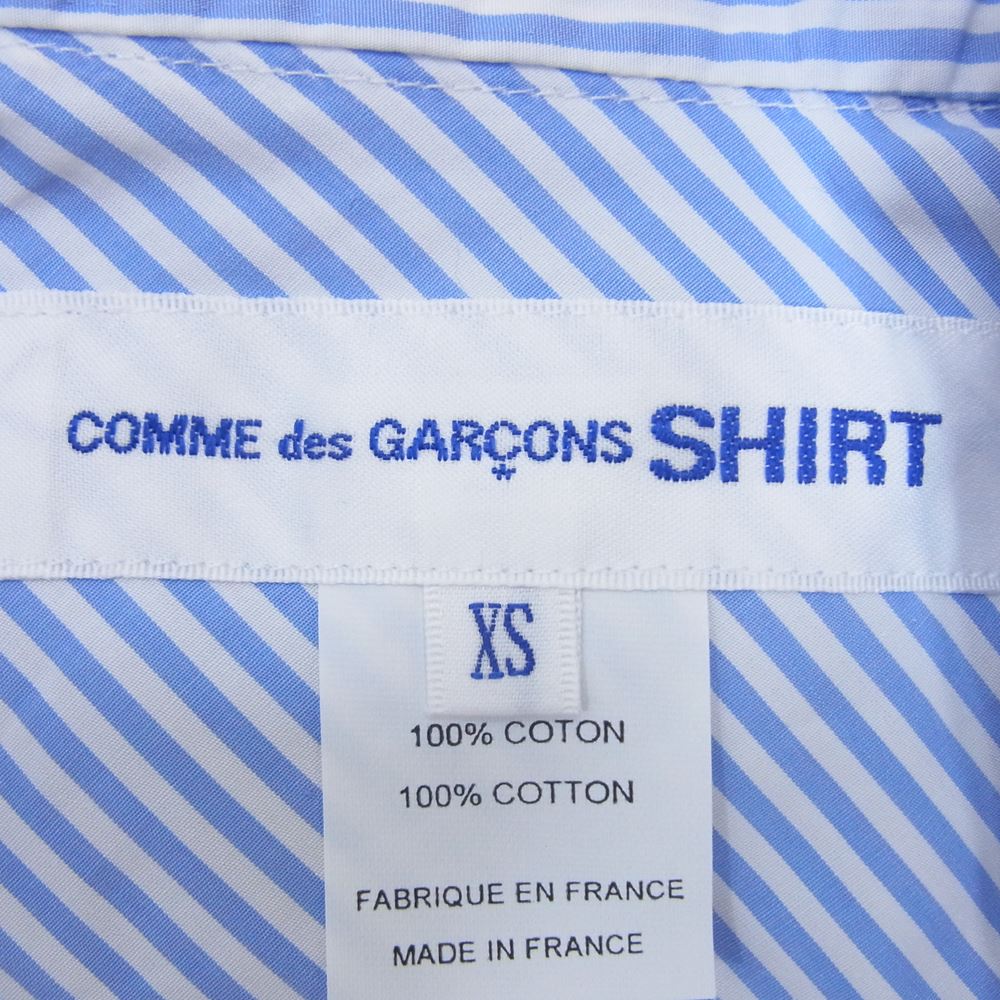 COMME des GARÇONS SHIRT
XS
100% COTON
100% COTTON
FABRIQUE EN FRANCE
MADE IN FRANCE